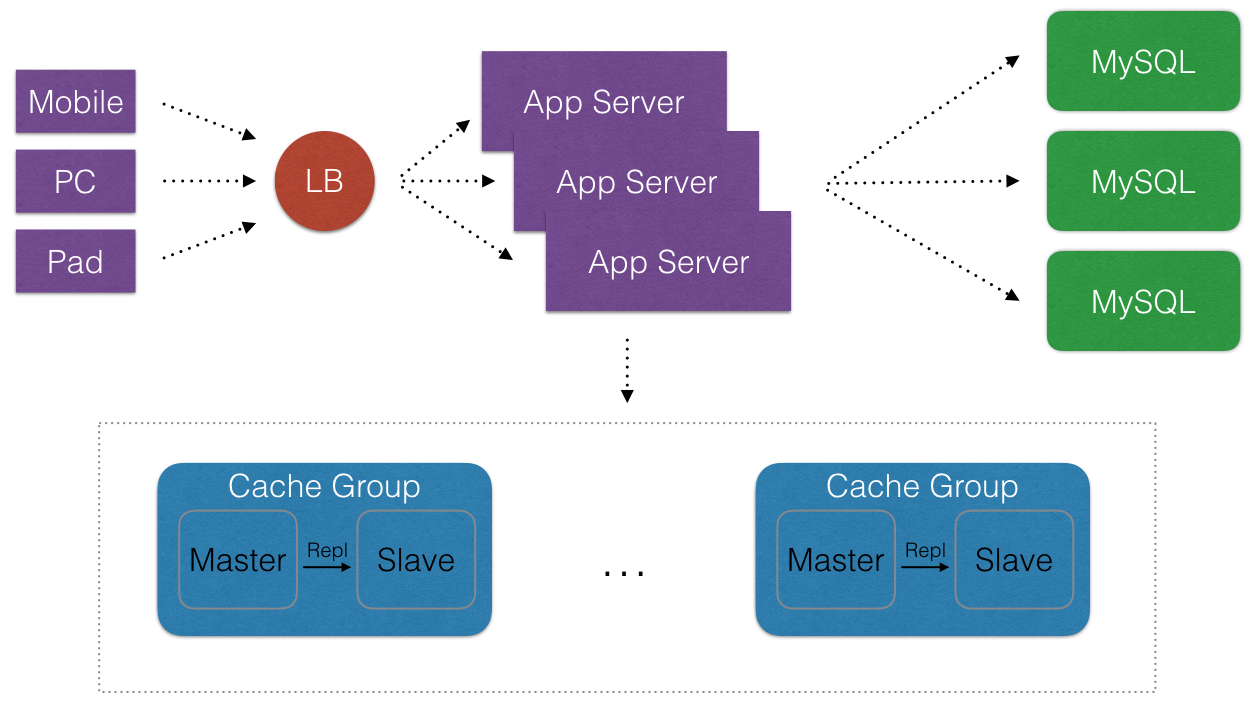 Mobile
PC
Pad
LB
App Server
App Server
App Server
MySQL
MySQL
MySQL
Cache Group
Master
Repl
Slave
...
Cache Group
Master
Repl
Slave